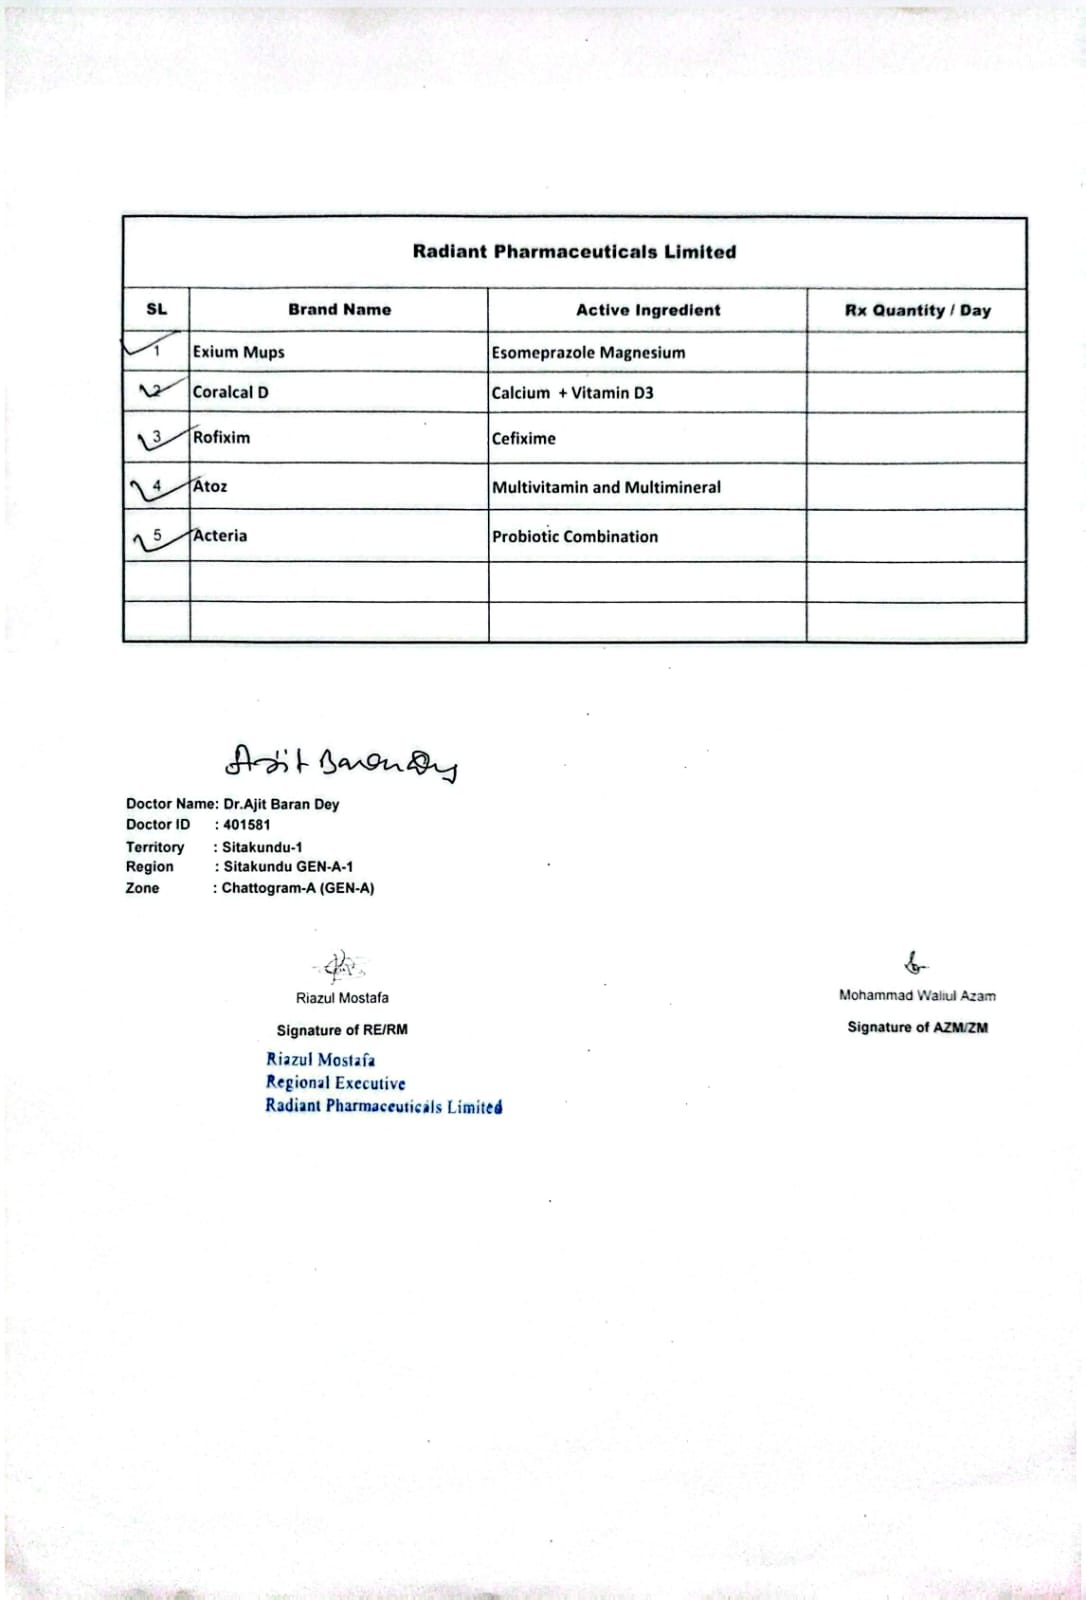 Radiant Pharmaceuticals Limited
SL Brand Name Active Ingredient Rx Quantity / Day
1 Exium Mups Esomeprazole Magnesium
2 Coralcal D Calcium + Vitamin D3
3 Rofixim Cefixime
4 Atoz Multivitamin and Multimineral
5 Acteria Probiotic Combination
Ajit Baran Dey
Doctor Name: Dr.Ajit Baran Dey
Doctor ID : 401581
Territory : Sitakundu-1
Region : Sitakundu GEN-A-1
Zone : Chattogram-A (GEN-A)
Riazul Mostafa
Signature of RE/RM
Riazul Mostafa
Regional Executive
Radiant Pharmaceuticals Limited
Mohammad Waliul Azam
Signature of AZM/ZM